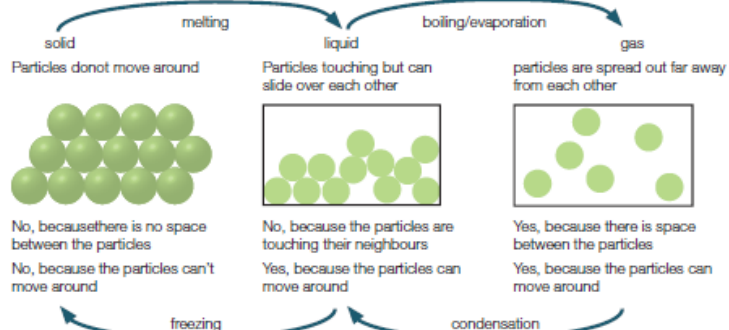 melting
boiling/evaporation
solid
liquid
gas
Particles donot move around
Particles touching but can
slide over each other
particles are spread out far away
from each other
No, becausethere is no space
between the particles
No, because the particles can't
move around
No, because the particles are
touching their neighbours
Yes, because the particles can
move around
Yes, because there is space
between the particles
Yes, because the particles can
move around
freezing
condensation